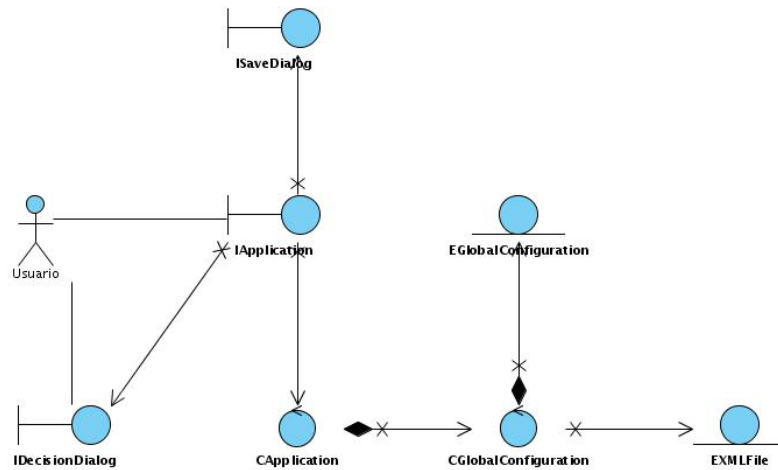 ISaveDialog
IApplication
EGlobalConfiguration
Usuario
IDecisionDialog
CApplication
CGlobalConfiguration
EXMLFile